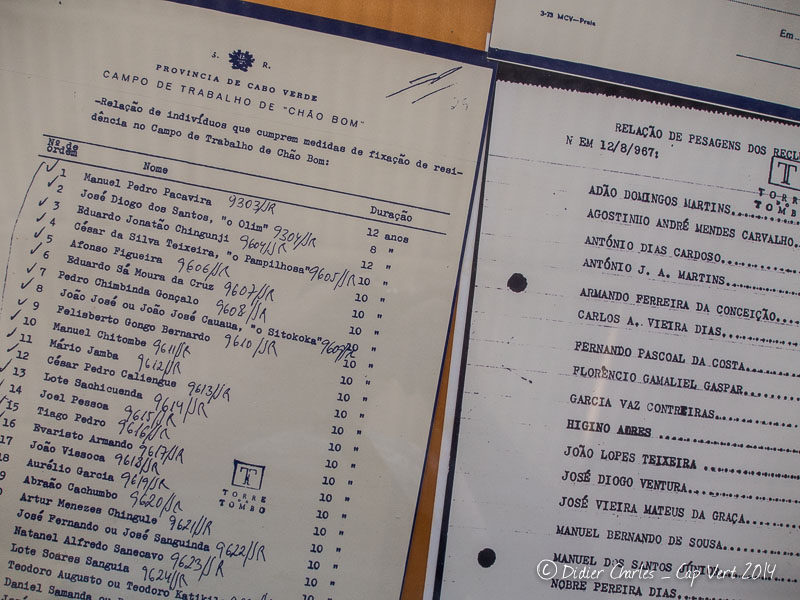 S. R.
PROVINCIA DE CABO VERDE
CAMPO DE TRABALHO DE "CHÃO BOM"
-Relação de indivíduos que cumprem medidas de fixação de resi-
dência no Campo de Trabalho de Chão Bom:
Nº de ordem Nome Duração
1 Manuel Pedro Pacavira 9303/SR 12 anos
2 José Diogo dos Santos, "o Olim" 9304/SR 8 "
3 Eduardo Jonatão Chingunji 9604/SR 12 "
4 César da Silva Teixeira, "o Pampilhosa" 9605/SR 10 "
5 Afonso Figueira 9606/SR 10 "
6 Eduardo Sá Moura da Cruz 9607/SR 10 "
7 Pedro Chimbinda Gonçalo 9608/SR 10 "
8 João José ou João José Cauaua, "o Sitokoka" 10 "
9 Felisberto Gongo Bernardo 9610/SR 10 "
10 Manuel Chitombe 9611/SR 10 "
11 Mário Jamba 9612/SR 10 "
12 César Pedro Caliengue 9613/SR 10 "
13 Lote Sachicuenda 9614/SR 10 "
14 Joel Pessoa 9615/SR 10 "
15 Tiago Pedro 9616/SR 10 "
16 Evaristo Armando 9617/SR 10 "
17 João Vissoca 9618/SR 10 "
18 Aurélio Garcia 9619/SR 10 "
9 Abraão Cachumbo 9620/SR 10 "
Artur Menezes Chingule 9621/SR 10 "
José Fernando ou José Sanguinda 9622/SR 10 "
Natanel Alfredo Sanecavo 9623/SR 10 "
Lote Soares Sanguia 9624/SR 10 "
Teodoro Augusto ou Teodoro
Daniel Samanda ou
T
TORRE
DO
TOMBO
3-73 MCV—Praia
Em
RELAÇÃO DE PESAGENS DOS RECL
N EM 12/8/967:
T
TORRE
DO
TOMBO
ADÃO DOMINGOS MARTINS
AGOSTINHO ANDRÉ MENDES CARVALHO
ANTÓNIO DIAS CARDOSO
ANTÓNIO J. A. MARTINS
ARMANDO FERREIRA DA CONCEIÇÃO
CARLOS A. VIEIRA DIAS
FERNANDO PASCOAL DA COSTA
FLORENCIO GAMALIEL GASPAR
GARCIA VAZ CONTREIRAS
HIGINO AIRES
JOÃO LOPES TEIXEIRA
JOSÉ DIOGO VENTURA
JOSÉ VIEIRA MATEUS DA GRAÇA
MANUEL BERNANDO DE SOUSA
MANUEL DOS SANTOS JÚNIOR
NOBRE PEREIRA DIAS
© Didier Charles _ Cap Vert 2014